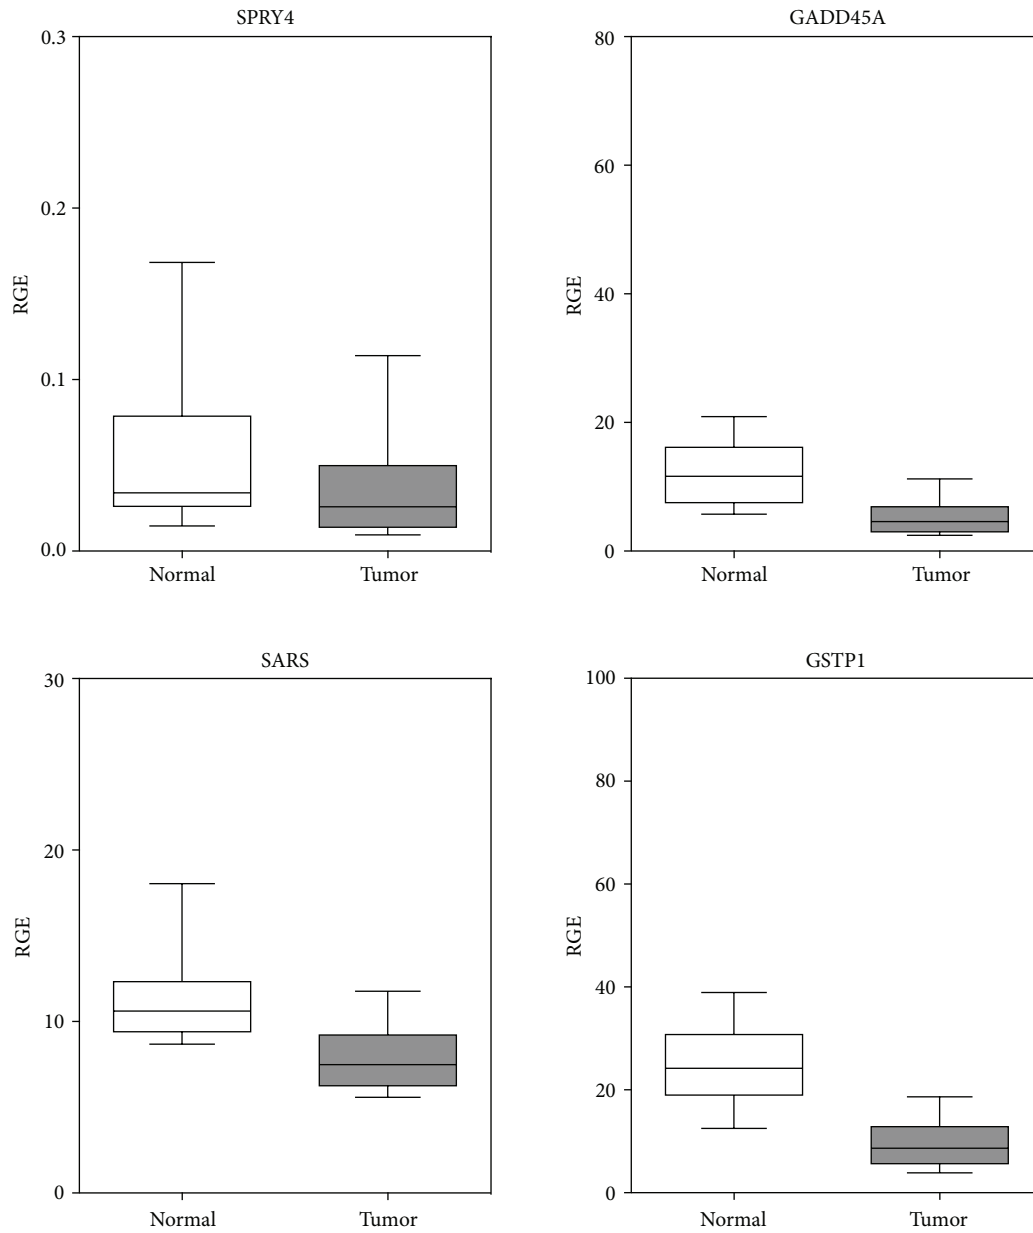 SPRY4
0.3
0.2
0.1
0.0
RGE
Normal
Tumor
GADD45A
80
60
40
20
0
RGE
Normal
Tumor
SARS
30
20
10
0
RGE
Normal
Tumor
GSTP1
100
80
60
40
20
0
RGE
Normal
Tumor